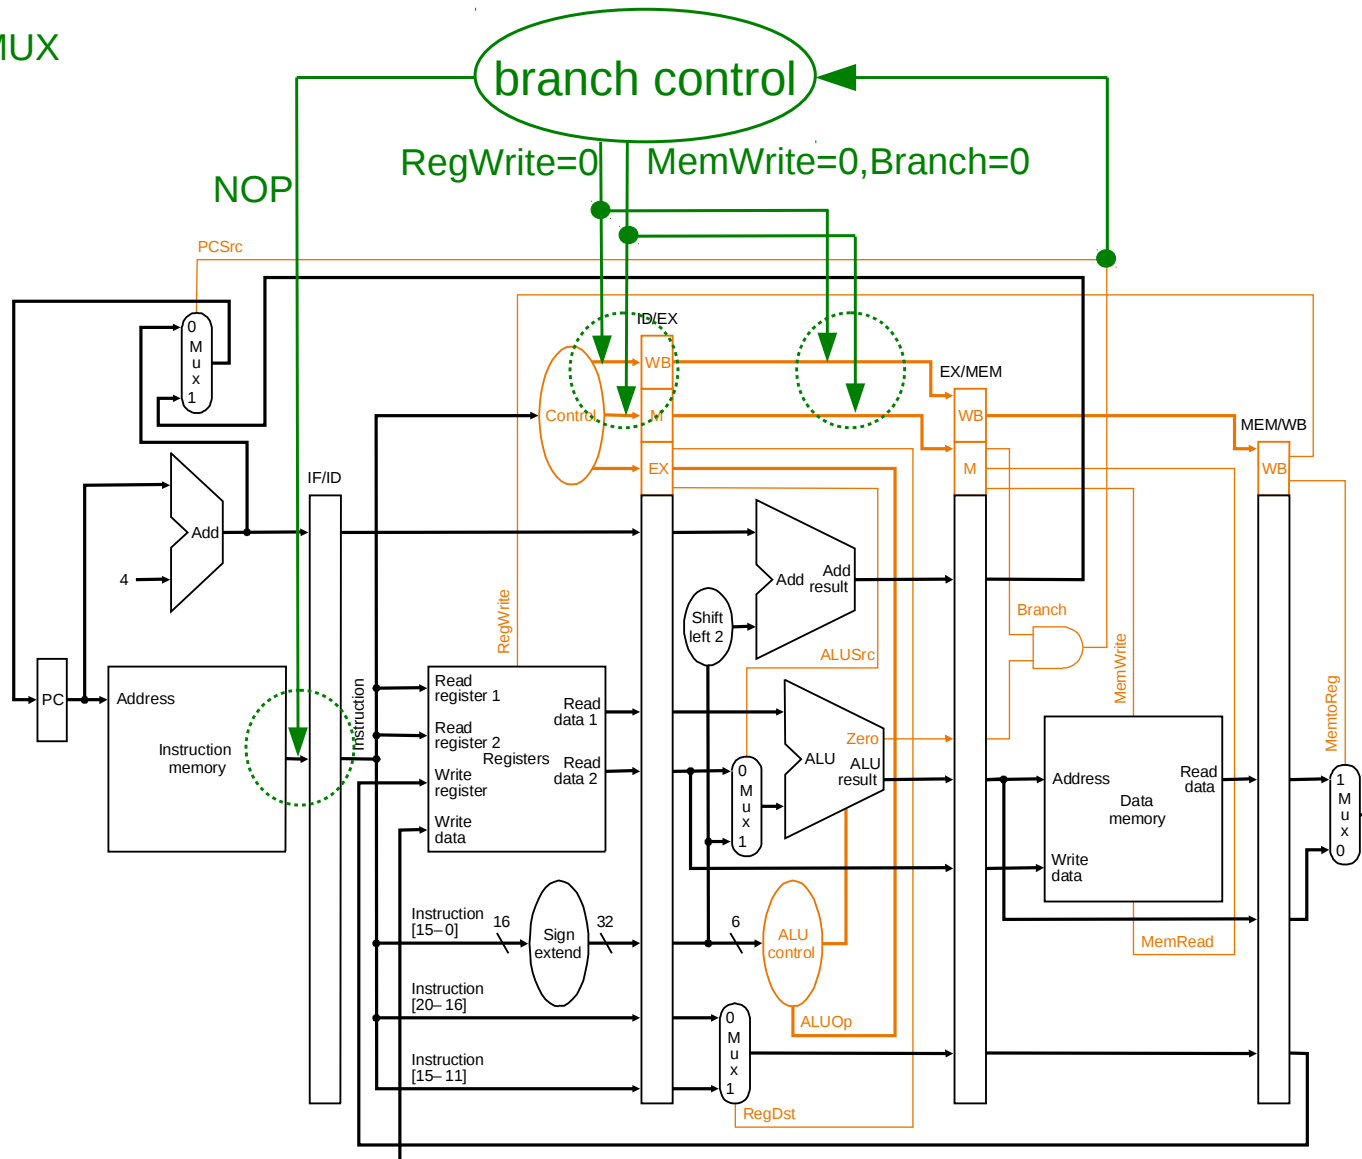 MUX
branch control
RegWrite=0
MemWrite=0,Branch=0
NOP
PCSrc
0
M
u
x
1
ID/EX
WB
M
EX
Control
EX/MEM
WB
M
MEM/WB
WB
IF/ID
Add
4
Add
Add
result
Shift
left 2
RegWrite
ALUSrc
Branch
MemWrite
MemtoReg
PC
Address
Instruction
memory
Instruction
Read
register 1
Read
register 2
Registers
Write
register
Write
data
Read
data 1
Read
data 2
0
M
u
x
1
Zero
ALU
ALU
result
Address
Read
data
Data
memory
Write
data
1
M
u
x
0
Instruction
[15–0]
16
Sign
extend
32
6
ALU
control
MemRead
Instruction
[20–16]
0
M
u
x
1
ALUOp
Instruction
[15–11]
RegDst